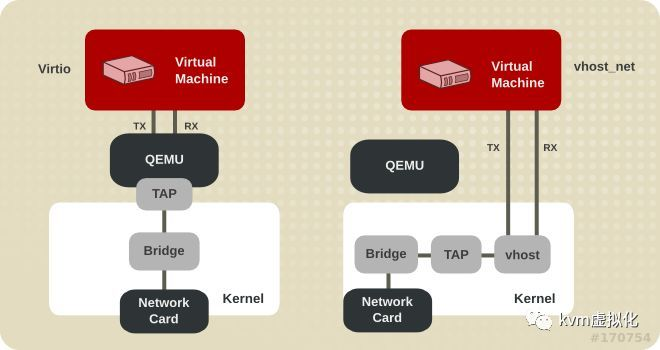 Virtio
Virtual
Machine
TX
RX
QEMU
TAP
Bridge
Network
Card
Kernel
Virtual
Machine
vhost_net
TX
RX
QEMU
Bridge
TAP
vhost
Network
Card
Kernel
kvm虚拟化
#170754